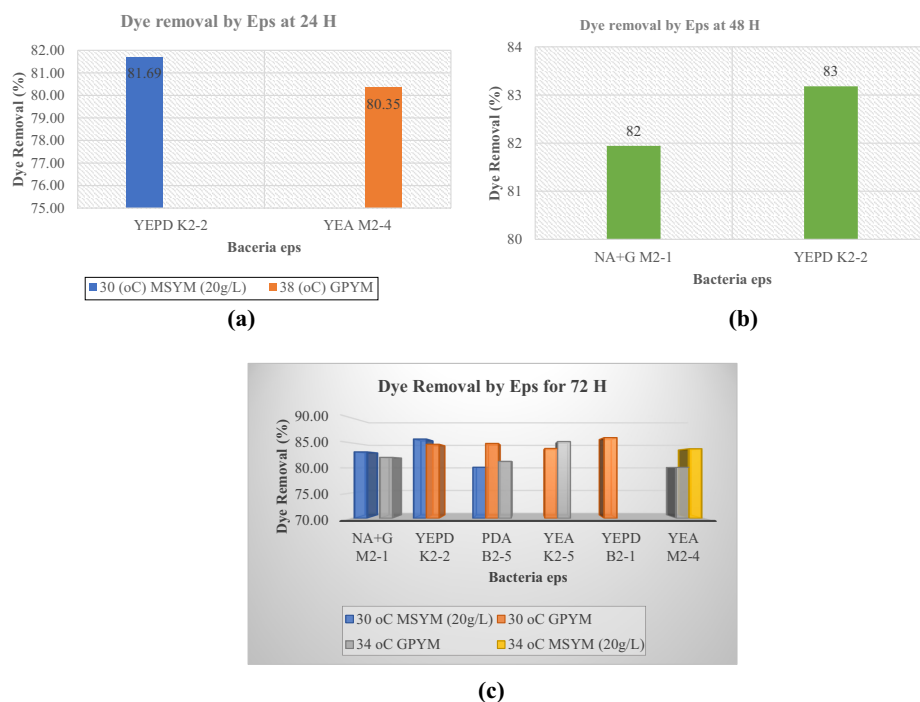 Dye removal by Eps at 24 H
Dye Removal (%)
82.00
81.00
80.00
79.00
78.00
77.00
76.00
75.00
81.69
80.35
YEPD K2-2 YEA M2-4
Baceria eps
30 (oC) MSYM (20g/L) 38 (oC) GPYM
(a)
Dye removal by Eps at 48 H
Dye Removal (%)
84
83
82
81
80
82
83
NA+G M2-1 YEPD K2-2
Bacteria eps
(b)
Dye Removal by Eps for 72 H
Dye Removal (%)
90.00
85.00
80.00
75.00
70.00
NA+G YEPD PDA YEA YEPD YEA
M2-1 K2-2 B2-5 K2-5 B2-1 M2-4
Bacteria eps
30 oC MSYM (20g/L) 30 oC GPYM
34 oC GPYM 34 oC MSYM (20g/L)
(c)